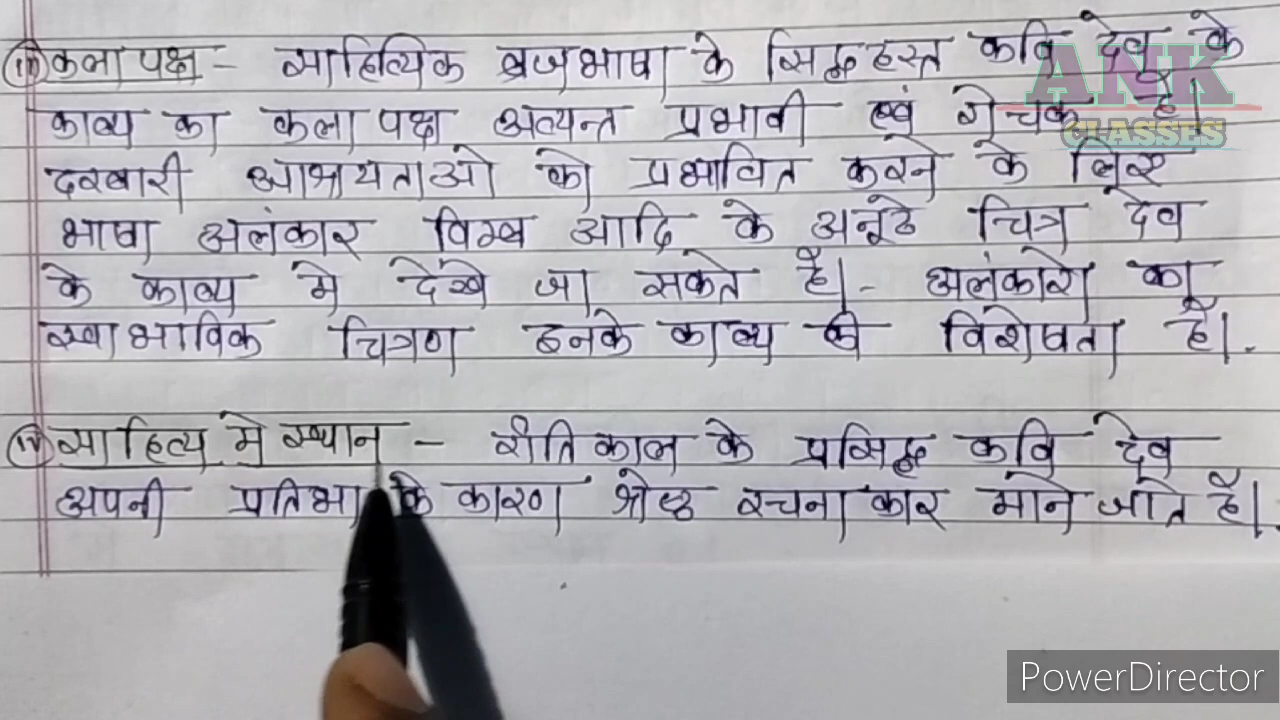 (iii) कला पक्ष - साहित्यिक ब्रजभाषा के सिद्धहस्त कवि देव के
काव्य का कला पक्ष अत्यन्त प्रभावी एवं रोचक है।
दरबारी आश्रयताओ को प्रभावित करने के लिए
भाषा अलंकार विम्ब आदि के अनूठे चित्र देव
के काव्य मे देखे जा सकते है। - अलंकारो का
स्वाभाविक चित्रण इनके काव्य की विशेषता है।.
(iv) साहित्य मे स्थान - रीतिकाल के प्रसिद्ध कवि देव
अपनी प्रतिभा के कारण श्रेष्ठ रचनाकार माने जाते है।.
ANK
CLASSES
PowerDirector